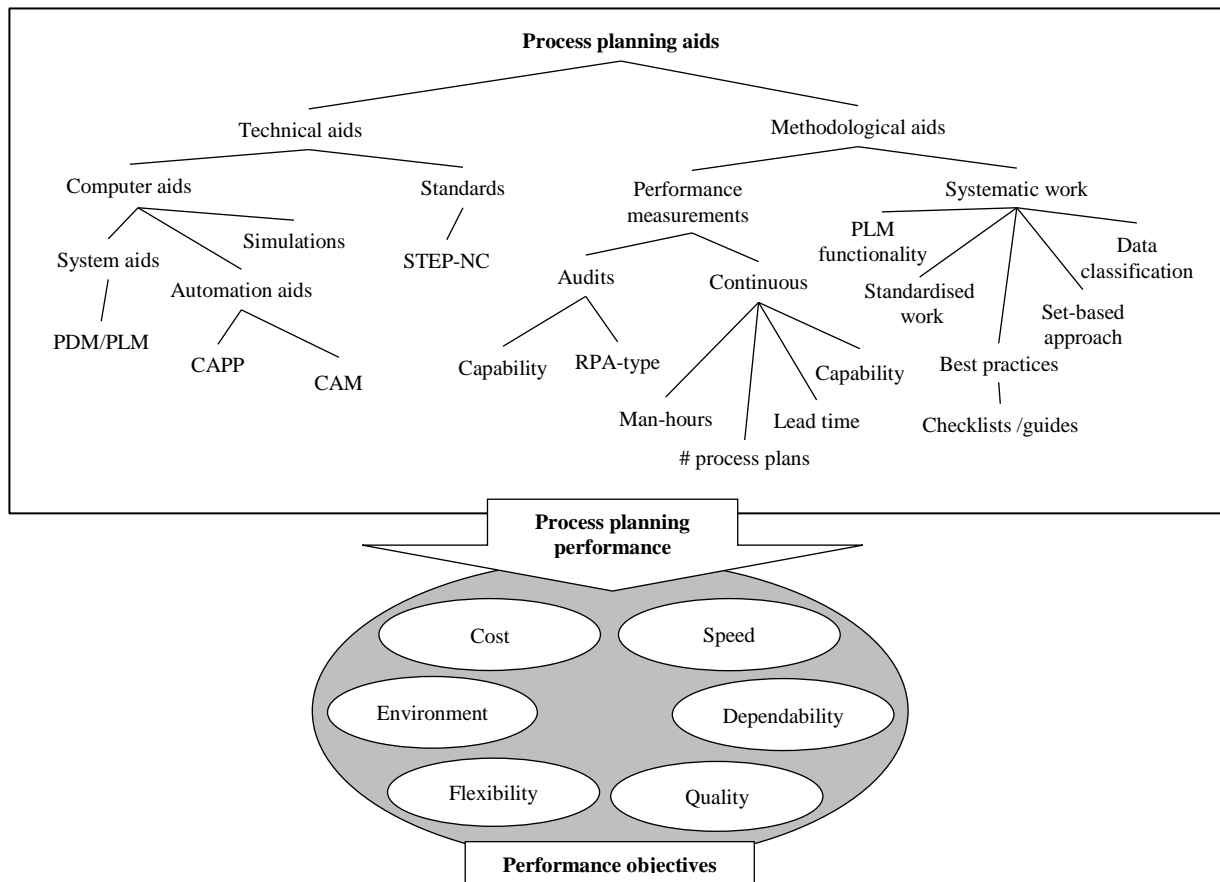 Process planning aids
Technical aids
Methodological aids
Computer aids
Standards
Performance
measurements
Systematic work
System aids
Simulations
STEP-NC
Audits
Continuous
PLM
functionality
Data
classification
Automation aids
Standardised
work
Set-based
approach
PDM/PLM
CAPP
CAM
Capability
RPA-type
Capability
Best practices
Man-hours
Lead time
Checklists /guides
# process plans
Process planning
performance
Cost
Speed
Environment
Dependability
Flexibility
Quality
Performance objectives